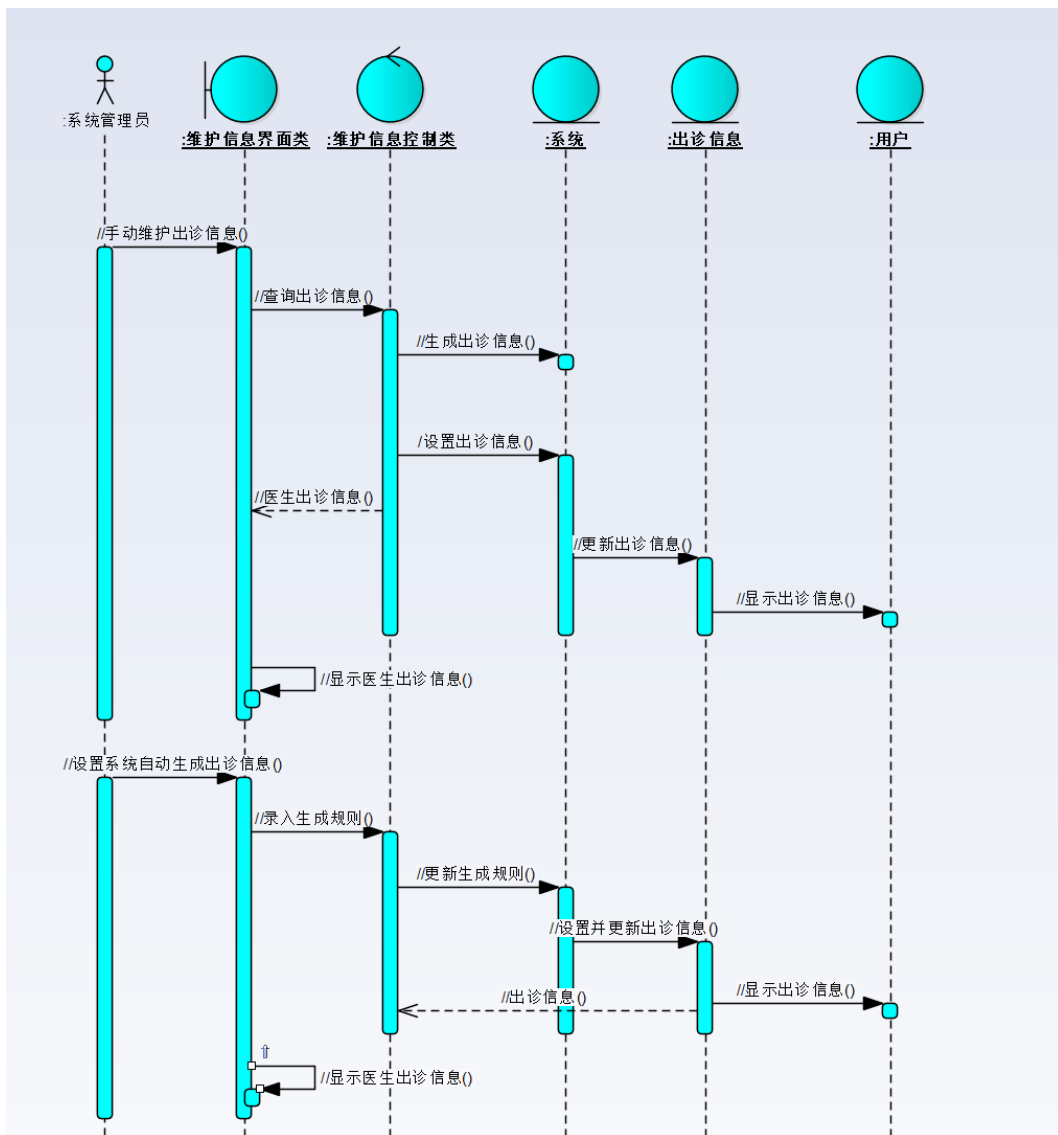 :系统管理员
:维护信息界面类
:维护信息控制类
:系统
:出诊信息
:用户
//手动维护出诊信息()
//查询出诊信息()
//生成出诊信息()
/设置出诊信息()
//医生出诊信息()
//更新出诊信息()
//显示出诊信息()
//显示医生出诊信息()
//设置系统自动生成出诊信息()
//录入生成规则()
//更新生成规则()
//设置并更新出诊信息()
//显示出诊信息()
//出诊信息()
//显示医生出诊信息()